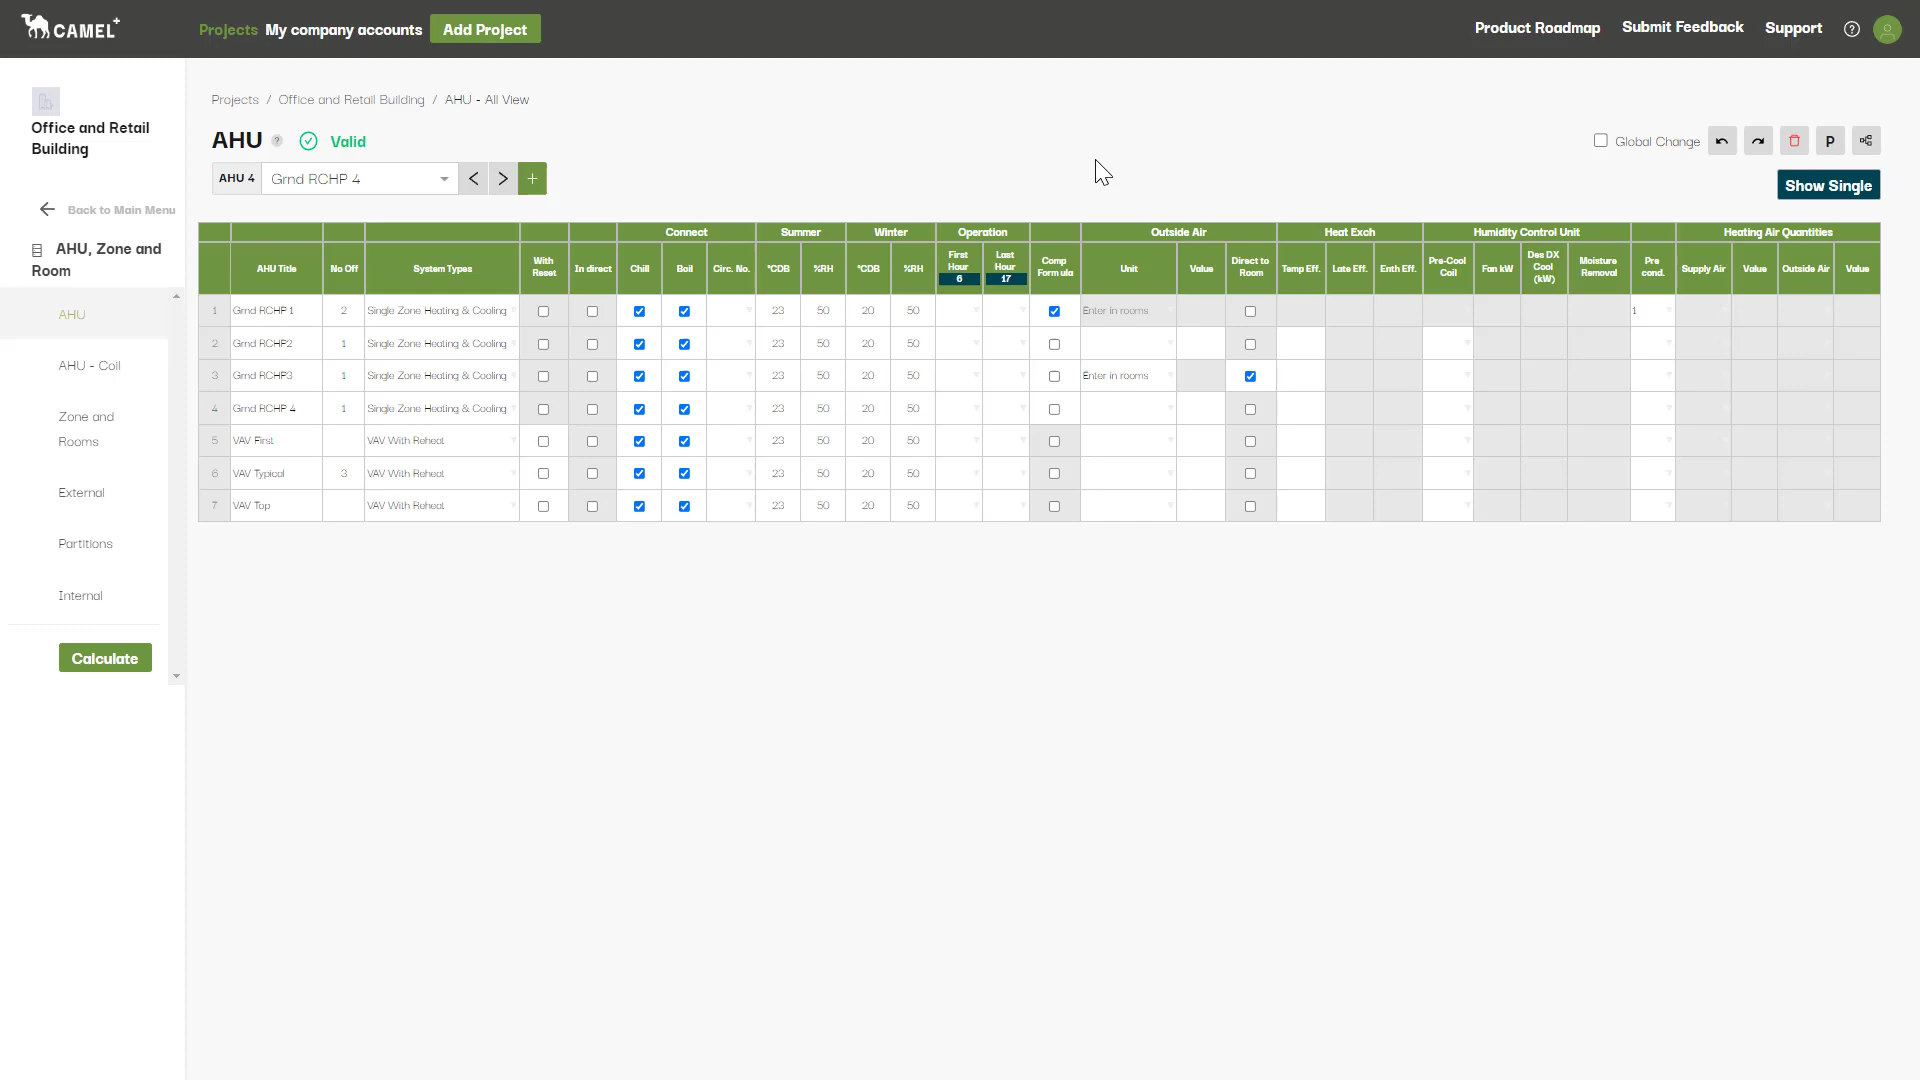 CAMEL+
Projects My company accounts Add Project
Product Roadmap Submit Feedback Support ?
Office and Retail
Building
Back to Main Menu
AHU, Zone and
Room
AHU
AHU - Coil
Zone and
Rooms
External
Partitions
Internal
Calculate
Projects / Office and Retail Building / AHU - All View
AHU ? Valid
Global Change P
AHU 4 Grnd RCHP 4 < > +
Show Single
Connect Summer Winter Operation Outside Air Heat Exch Humidity Control Unit Heating Air Quantities
AHU Title No Off System Types With Reset In direct Chill Boil Circ. No. °CDB %RH °CDB %RH First Hour 6 Last Hour 17 Comp Form ula Unit Value Direct to Room Temp Eff. Late Eff. Enth Eff. Pre-Cool Coil Fan kW Des DX Cool (kW) Moisture Removal Pre cond. Supply Air Value Outside Air Value
1 Grnd RCHP 1 2 Single Zone Heating & Cooling 23 50 20 50 Enter in rooms 1
2 Grnd RCHP2 1 Single Zone Heating & Cooling 23 50 20 50
3 Grnd RCHP3 1 Single Zone Heating & Cooling 23 50 20 50 Enter in rooms
4 Grnd RCHP 4 1 Single Zone Heating & Cooling 23 50 20 50
5 VAV First VAV With Reheat 23 50 20 50
6 VAV Typical 3 VAV With Reheat 23 50 20 50
7 VAV Top VAV With Reheat 23 50 20 50